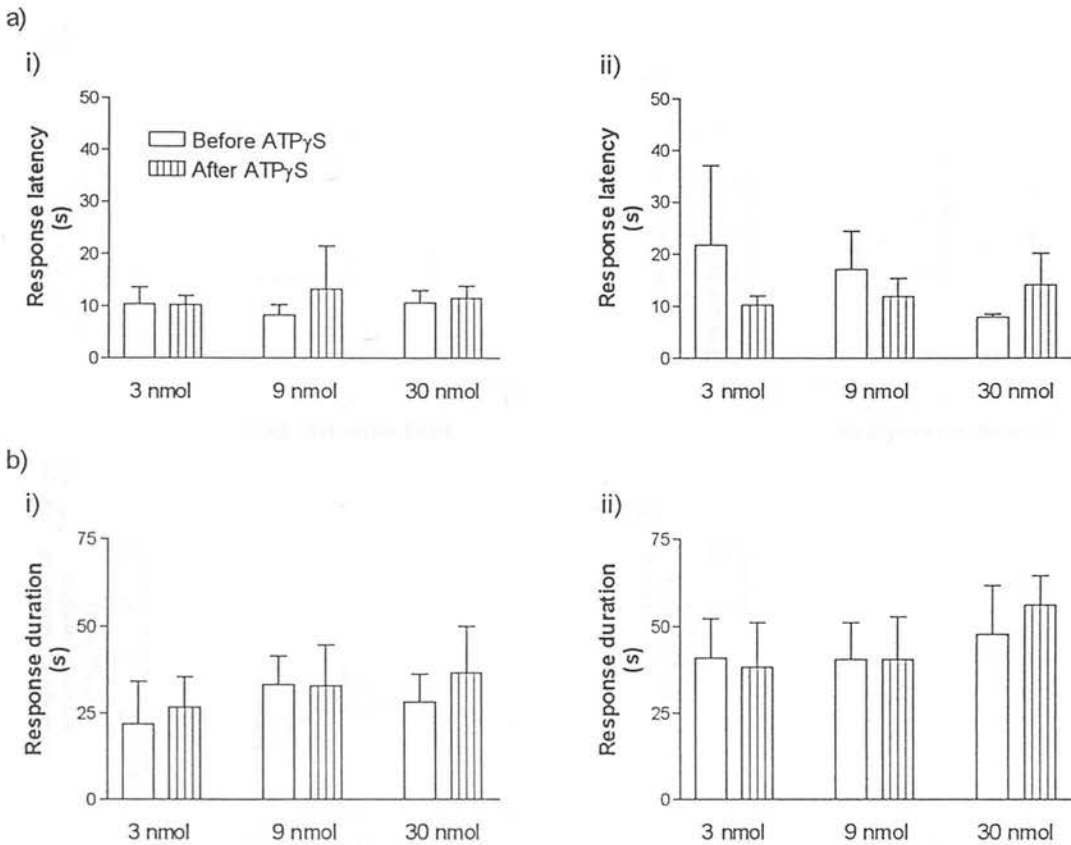 a)
i)
Response latency
(s)
50
40
30
20
10
0
Before ATPγS
After ATPγS
3 nmol
9 nmol
30 nmol
ii)
Response latency
(s)
50
40
30
20
10
0
3 nmol
9 nmol
30 nmol
b)
i)
Response duration
(s)
75
50
25
0
3 nmol
9 nmol
30 nmol
ii)
Response duration
(s)
75
50
25
0
3 nmol
9 nmol
30 nmol